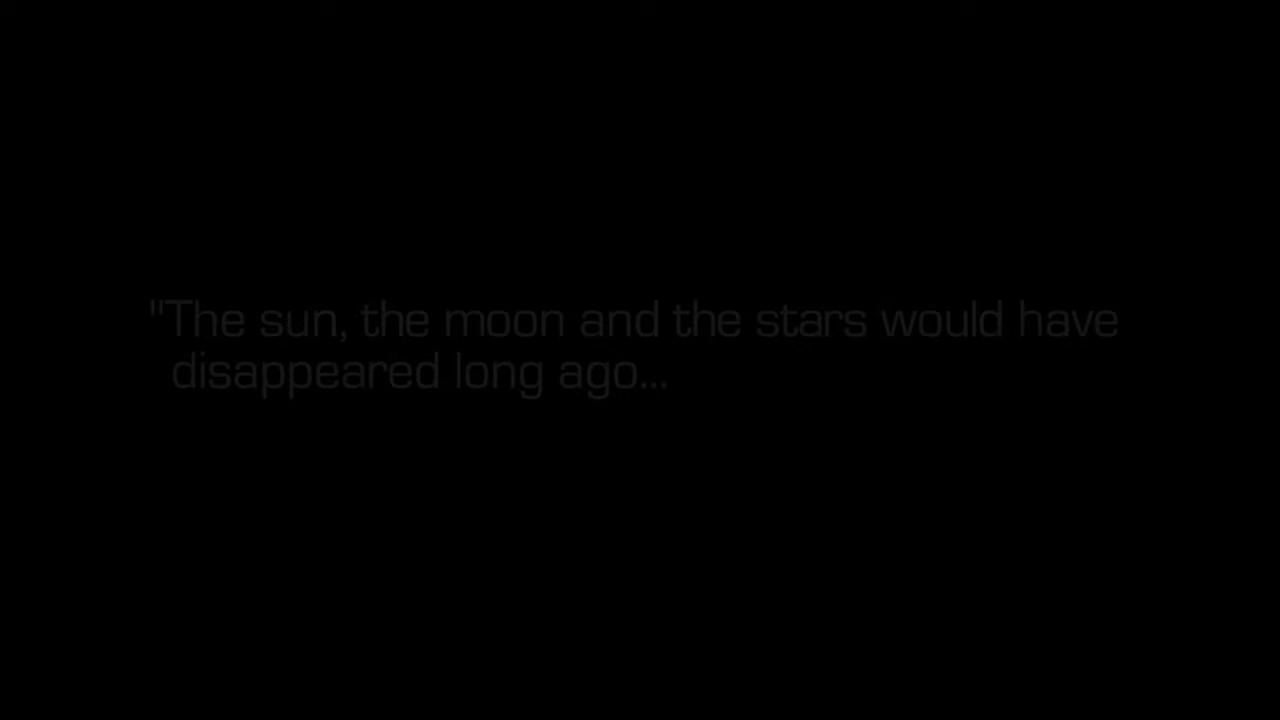 "The sun, the moon and the stars would have
disappeared long ago...